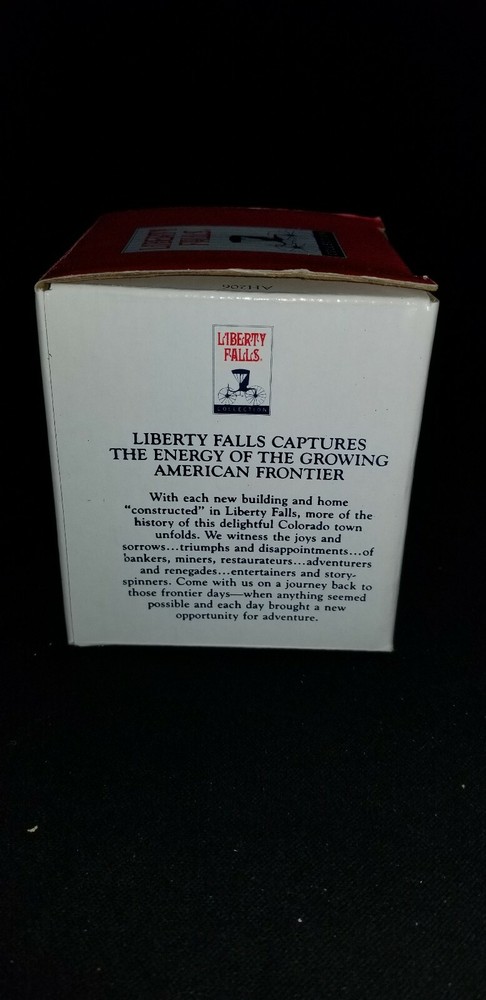 LIBERTY
FALLS
AH206
LIBERTY
FALLS
COLLECTION
LIBERTY FALLS CAPTURES
THE ENERGY OF THE GROWING
AMERICAN FRONTIER
With each new building and home
“constructed” in Liberty Falls, more of the
history of this delightful Colorado town
unfolds. We witness the joys and
sorrows...triumphs and disappointments...of
bankers, miners, restaurateurs...adventurers
and renegades...entertainers and story-
spinners. Come with us on a journey back to
those frontier days—when anything seemed
possible and each day brought a new
opportunity for adventure.